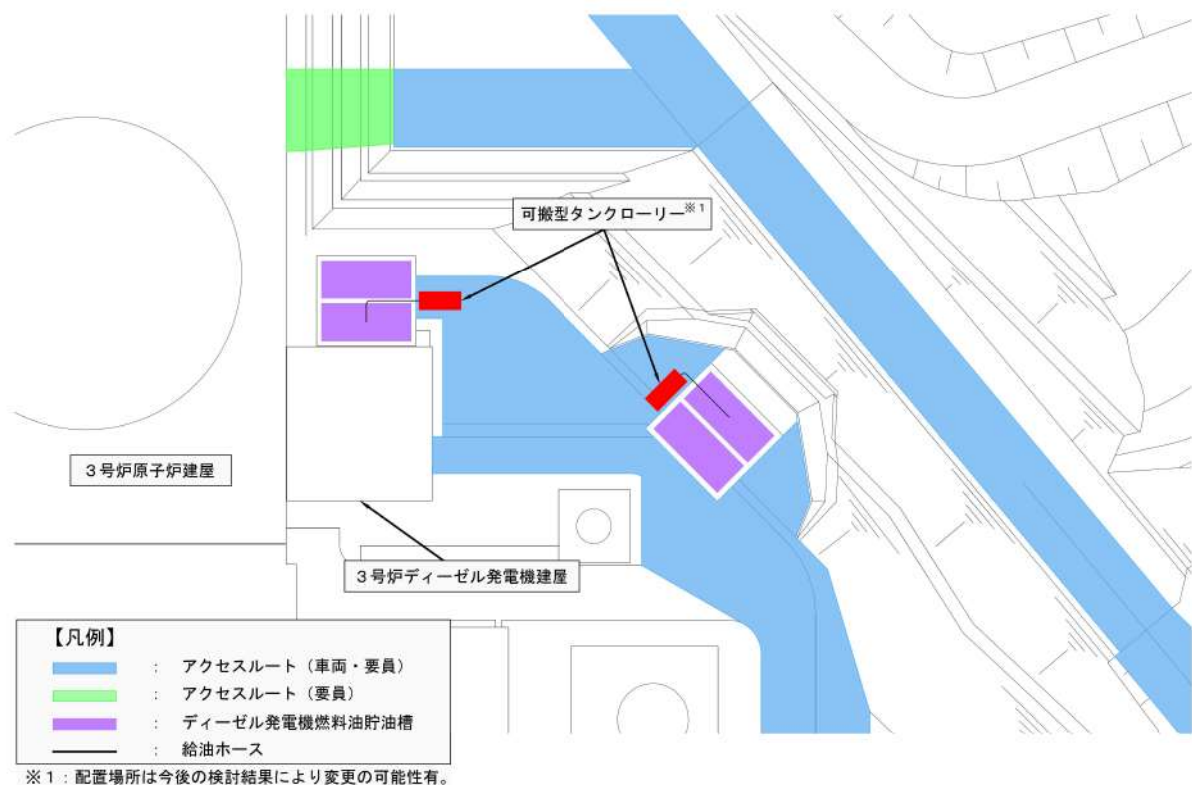 可搬型タンクローリー※1
3号炉原子炉建屋
3号炉ディーゼル発電機建屋
【凡例】
: アクセスルート（車両・要員）
: アクセスルート（要員）
: ディーゼル発電機燃料油貯油槽
: 給油ホース
※1：配置場所は今後の検討結果により変更の可能性有。